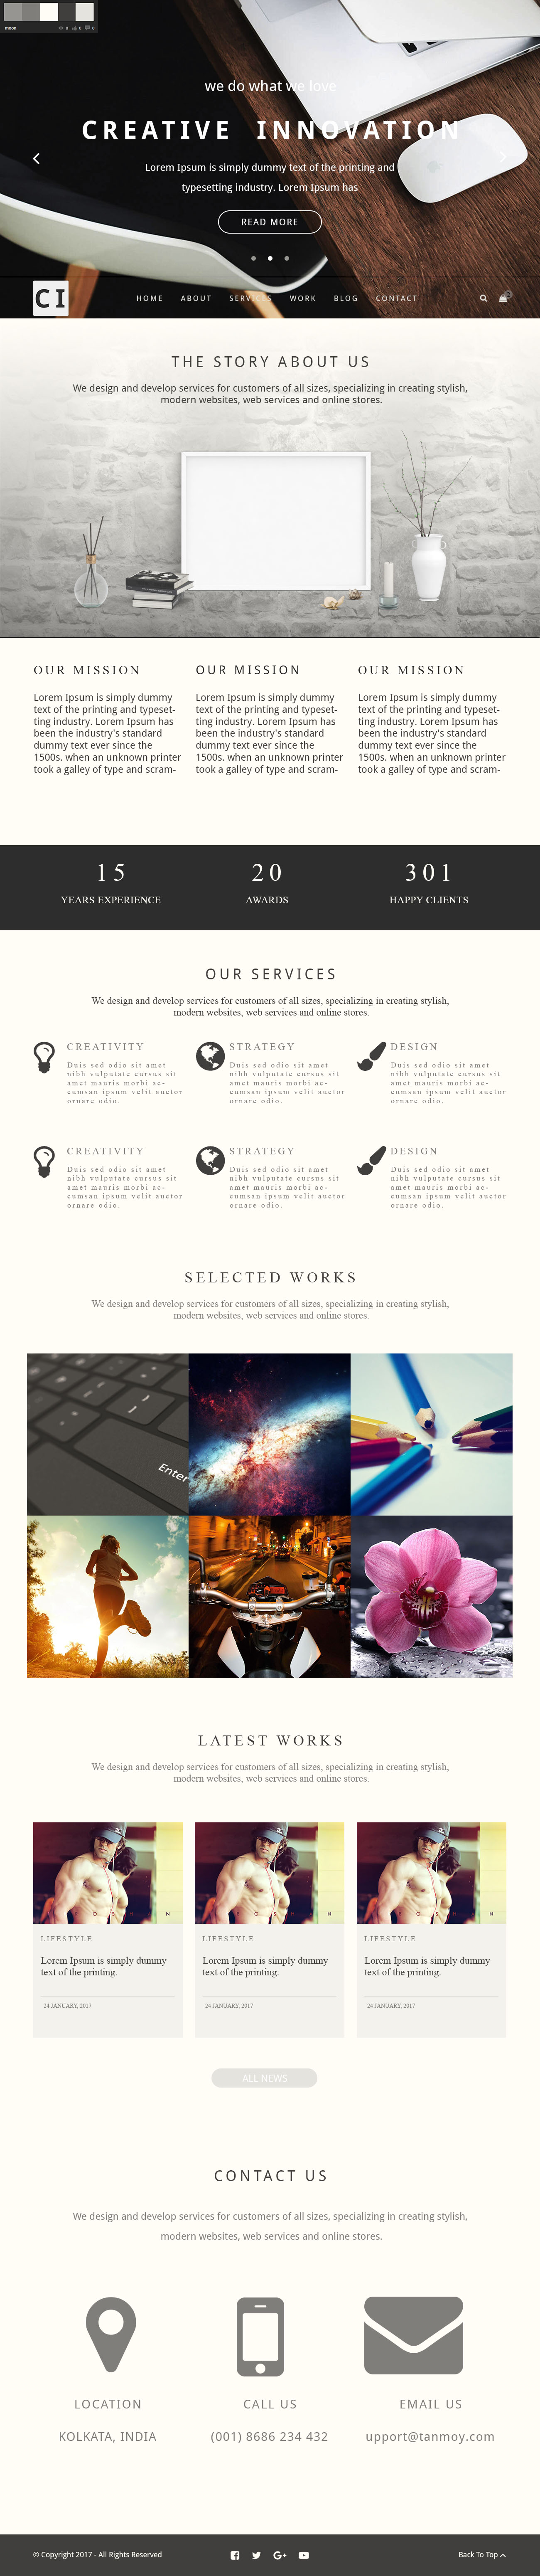 moon
0 0 0
we do what we love
CREATIVE INNOVATION
Lorem Ipsum is simply dummy text of the printing and
typesetting industry. Lorem Ipsum has
READ MORE
CI HOME ABOUT SERVICES WORK BLOG CONTACT
THE STORY ABOUT US
We design and develop services for customers of all sizes, specializing in creating stylish,
modern websites, web services and online stores.
OUR MISSION
Lorem Ipsum is simply dummy
text of the printing and typeset-
ting industry. Lorem Ipsum has
been the industry's standard
dummy text ever since the
1500s. when an unknown printer
took a galley of type and scram-
OUR MISSION
Lorem Ipsum is simply dummy
text of the printing and typeset-
ting industry. Lorem Ipsum has
been the industry's standard
dummy text ever since the
1500s. when an unknown printer
took a galley of type and scram-
OUR MISSION
Lorem Ipsum is simply dummy
text of the printing and typeset-
ting industry. Lorem Ipsum has
been the industry's standard
dummy text ever since the
1500s. when an unknown printer
took a galley of type and scram-
15
YEARS EXPERIENCE
20
AWARDS
301
HAPPY CLIENTS
OUR SERVICES
We design and develop services for customers of all sizes, specializing in creating stylish,
modern websites, web services and online stores.
CREATIVITY
Duis sed odio sit amet
nibh vulputate cursus sit
amet mauris morbi ac-
cumsan ipsum velit auctor
ornare odio.
STRATEGY
Duis sed odio sit amet
nibh vulputate cursus sit
amet mauris morbi ac-
cumsan ipsum velit auctor
ornare odio.
DESIGN
Duis sed odio sit amet
nibh vulputate cursus sit
amet mauris morbi ac-
cumsan ipsum velit auctor
ornare odio.
CREATIVITY
Duis sed odio sit amet
nibh vulputate cursus sit
amet mauris morbi ac-
cumsan ipsum velit auctor
ornare odio.
STRATEGY
Duis sed odio sit amet
nibh vulputate cursus sit
amet mauris morbi ac-
cumsan ipsum velit auctor
ornare odio.
DESIGN
Duis sed odio sit amet
nibh vulputate cursus sit
amet mauris morbi ac-
cumsan ipsum velit auctor
ornare odio.
SELECTED WORKS
We design and develop services for customers of all sizes, specializing in creating stylish,
modern websites, web services and online stores.
Enter
LATEST WORKS
We design and develop services for customers of all sizes, specializing in creating stylish,
modern websites, web services and online stores.
LIFESTYLE
Lorem Ipsum is simply dummy
text of the printing.
24 JANUARY, 2017
LIFESTYLE
Lorem Ipsum is simply dummy
text of the printing.
24 JANUARY, 2017
LIFESTYLE
Lorem Ipsum is simply dummy
text of the printing.
24 JANUARY, 2017
ALL NEWS
CONTACT US
We design and develop services for customers of all sizes, specializing in creating stylish,
modern websites, web services and online stores.
LOCATION
KOLKATA, INDIA
CALL US
(001) 8686 234 432
EMAIL US
upport@tanmoy.com
© Copyright 2017 - All Rights Reserved
Back To Top